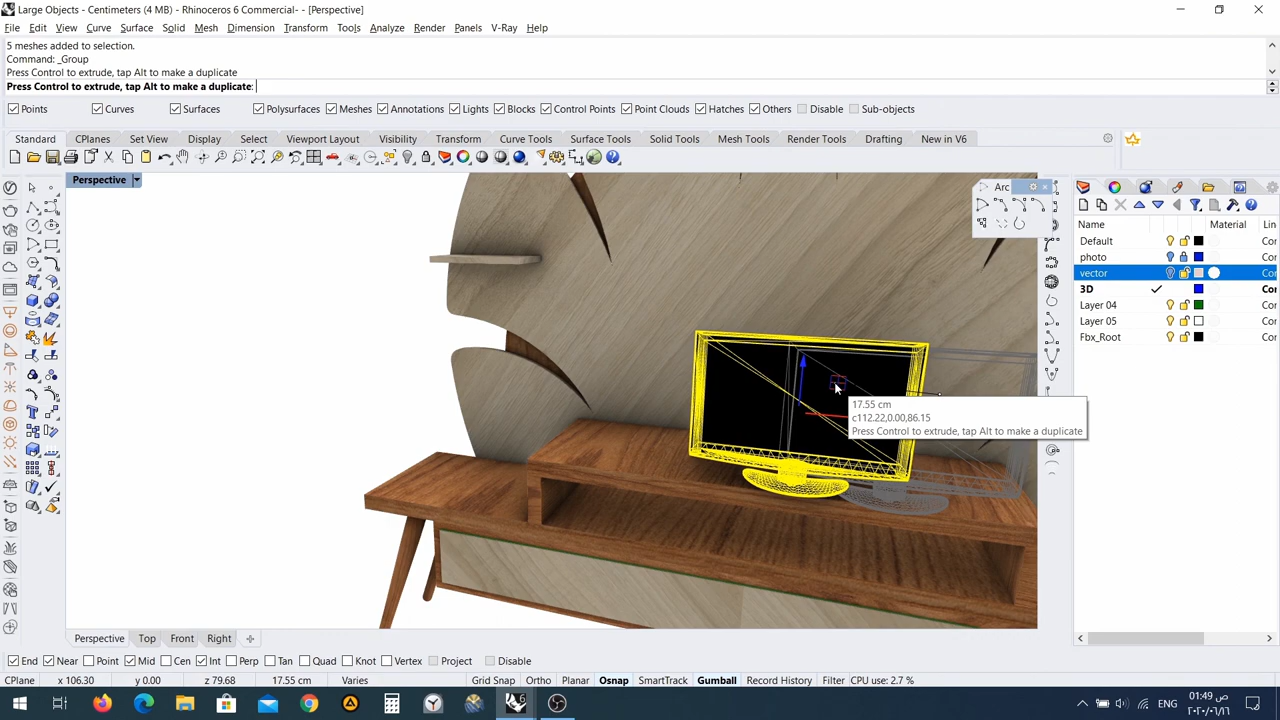 Large Objects - Centimeters (4 MB) - Rhinoceros 6 Commercial- - [Perspective]
File Edit View Curve Surface Solid Mesh Dimension Transform Tools Analyze Render Panels V-Ray Help
5 meshes added to selection.
Command: _Group
Press Control to extrude, tap Alt to make a duplicate
Press Control to extrude, tap Alt to make a duplicate:
Points Curves Surfaces Polysurfaces Meshes Annotations Lights Blocks Control Points Point Clouds Hatches Others Disable Sub-objects
Standard CPlanes Set View Display Select Viewport Layout Visibility Transform Curve Tools Surface Tools Solid Tools Mesh Tools Render Tools Drafting New in V6
Perspective
Arc
Name Material Lin
Default Cor
photo Cor
vector Cor
3D Cor
Layer 04 Cor
Layer 05 Cor
Fbx_Root Cor
17.55 cm
c112.22,0.00,86.15
Press Control to extrude, tap Alt to make a duplicate
Perspective Top Front Right
End Near Point Mid Cen Int Perp Tan Quad Knot Vertex Project Disable
CPlane x 106.30 y 0.00 z 79.68 17.55 cm Varies Grid Snap Ortho Planar Osnap SmartTrack Gumball Record History Filter CPU use: 2.7 %
01:49 ص